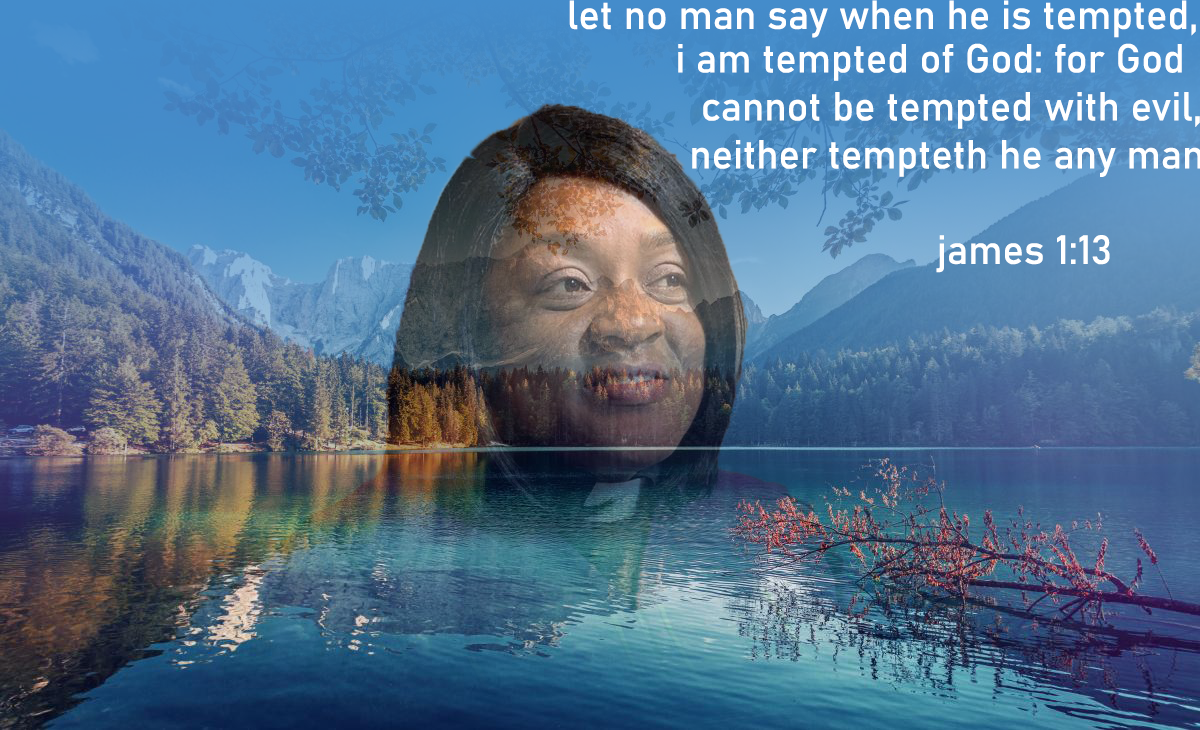 let no man say when he is tempted,
i am tempted of God: for God
cannot be tempted with evil,
neither tempteth he any man
james 1:13